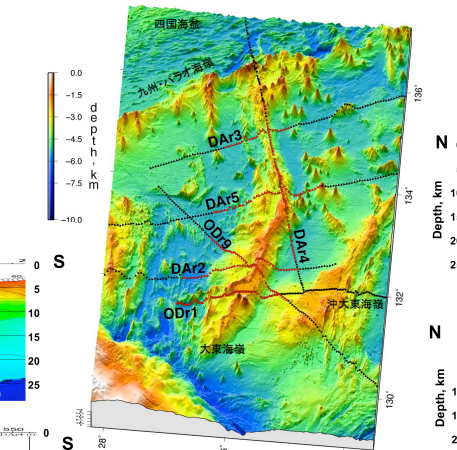 四国海盆
九州・パラオ海嶺
136°
0.0
−1.5
−3.0
−4.5
−6.0
−7.5
−10.0
depth, km
DAr3
N
134°
DAr5
ODr9
DAr4
Depth, km
S
0
5
10
15
20
25
DAr2
132°
沖大東海嶺
ODr1
大東海嶺
N
Depth, km
130°
550
0
S
28°